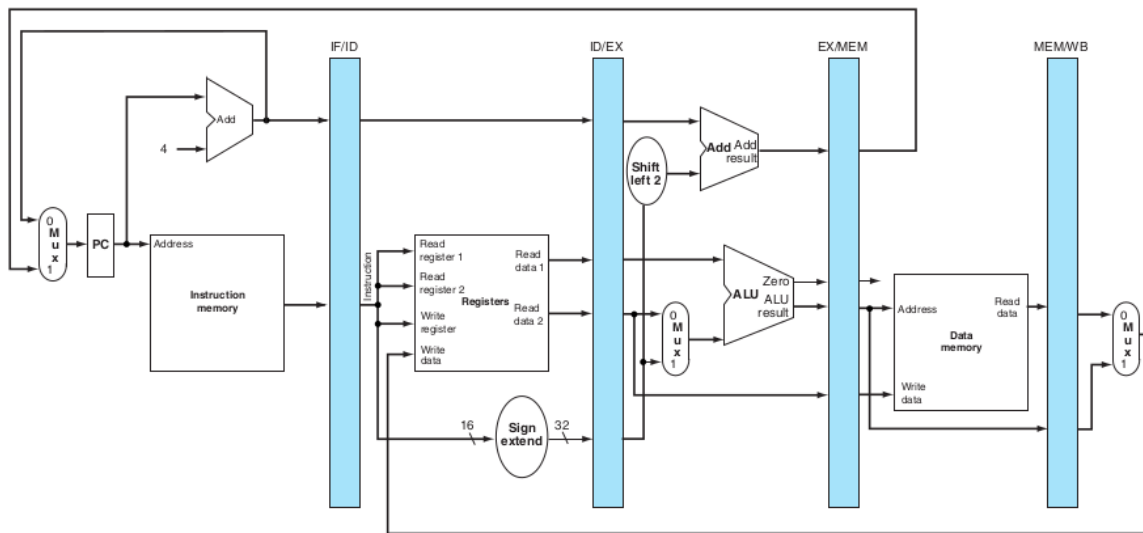 IF/ID
ID/EX
EX/MEM
MEM/WB
Add
4
Shift
left 2
Add
Add
result
0
M
u
x
1
PC
Address
Instruction
memory
Instruction
Read
register 1
Read
register 2
Write
register
Write
data
Registers
Read
data 1
Read
data 2
0
M
u
x
1
Zero
ALU
ALU
result
Address
Write
data
Data
memory
Read
data
0
M
u
x
1
16
Sign
extend
32